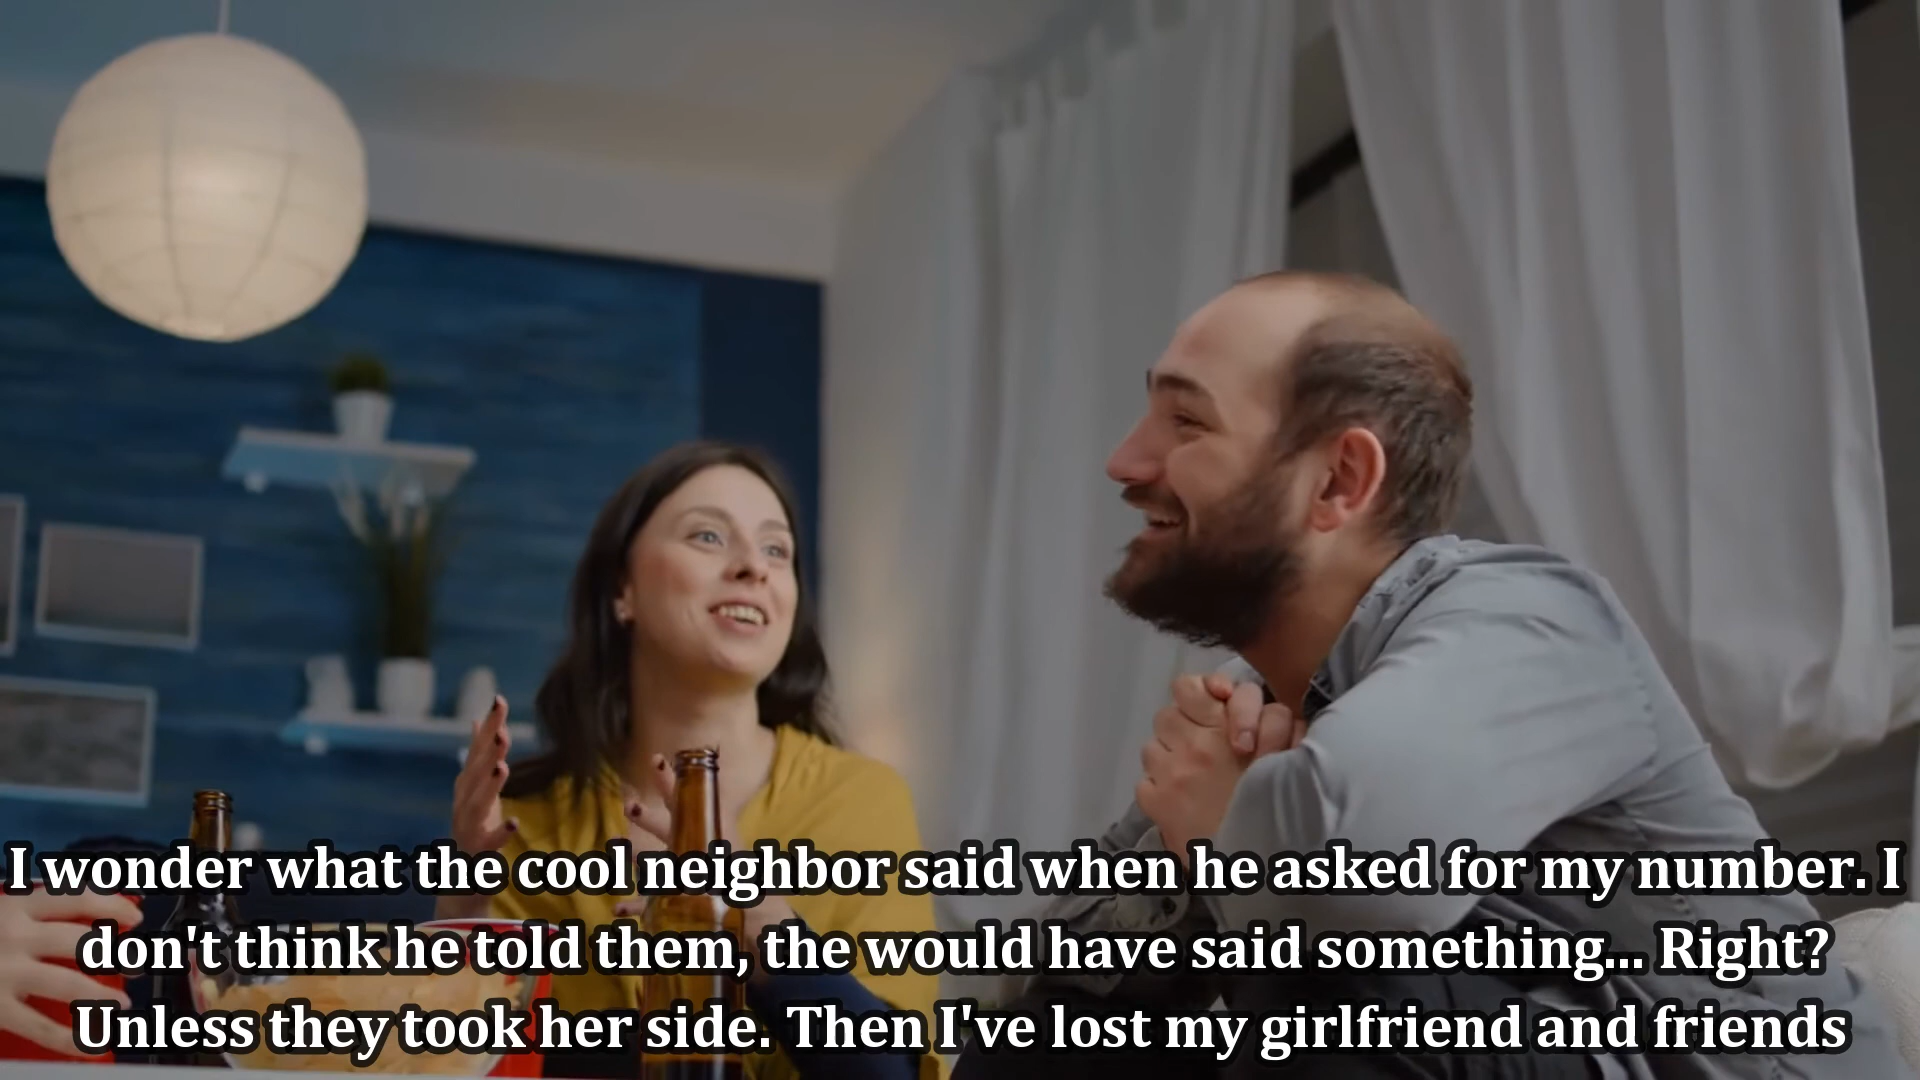 I wonder what the cool neighbor said when he asked for my number. I
don't think he told them, the would have said something... Right?
Unless they took her side. Then I've lost my girlfriend and friends